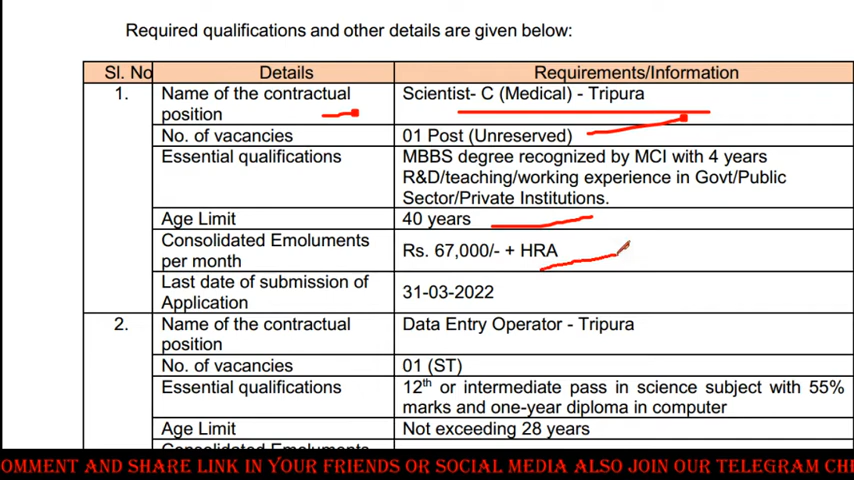 Required qualifications and other details are given below:
Sl. No Details Requirements/Information
1. Name of the contractual position Scientist- C (Medical) - Tripura
No. of vacancies 01 Post (Unreserved)
Essential qualifications MBBS degree recognized by MCI with 4 years
R&D/teaching/working experience in Govt/Public
Sector/Private Institutions.
Age Limit 40 years
Consolidated Emoluments per month Rs. 67,000/- + HRA
Last date of submission of Application 31-03-2022
2. Name of the contractual position Data Entry Operator - Tripura
No. of vacancies 01 (ST)
Essential qualifications 12th or intermediate pass in science subject with 55%
marks and one-year diploma in computer
Age Limit Not exceeding 28 years
Consolidated Emoluments
OMMENT AND SHARE LINK IN YOUR FRIENDS OR SOCIAL MEDIA ALSO JOIN OUR TELEGRAM CH